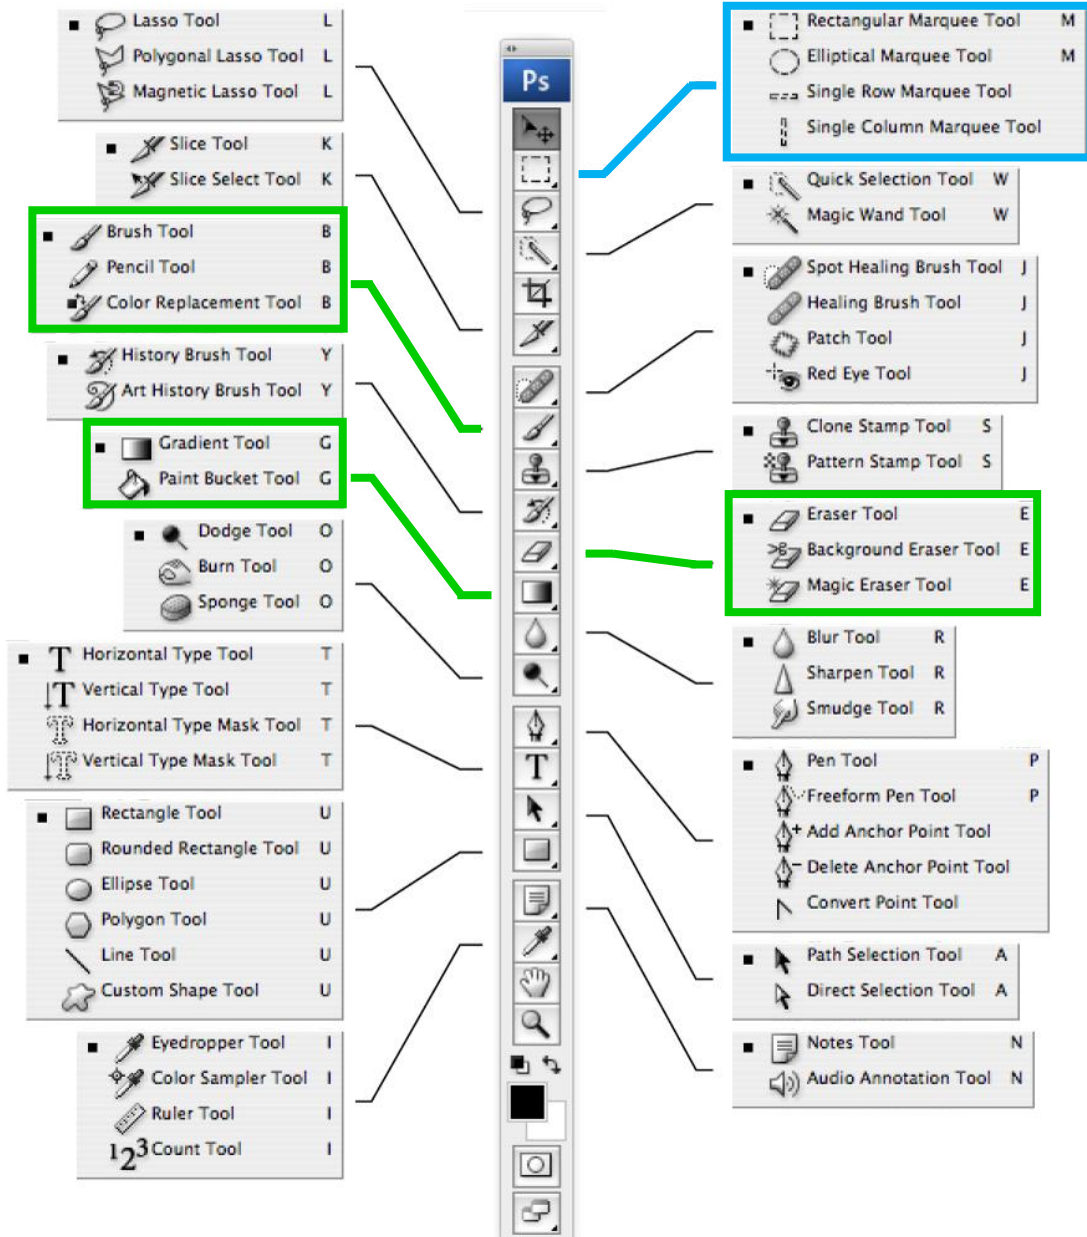 Lasso Tool L
Polygonal Lasso Tool L
Magnetic Lasso Tool L
Slice Tool K
Slice Select Tool K
Brush Tool B
Pencil Tool B
Color Replacement Tool B
History Brush Tool Y
Art History Brush Tool Y
Gradient Tool G
Paint Bucket Tool G
Dodge Tool O
Burn Tool O
Sponge Tool O
Horizontal Type Tool T
Vertical Type Tool T
Horizontal Type Mask Tool T
Vertical Type Mask Tool T
Rectangle Tool U
Rounded Rectangle Tool U
Ellipse Tool U
Polygon Tool U
Line Tool U
Custom Shape Tool U
Eyedropper Tool I
Color Sampler Tool I
Ruler Tool I
123 Count Tool I
Ps
T
Rectangular Marquee Tool M
Elliptical Marquee Tool M
Single Row Marquee Tool
Single Column Marquee Tool
Quick Selection Tool W
Magic Wand Tool W
Spot Healing Brush Tool J
Healing Brush Tool J
Patch Tool J
Red Eye Tool J
Clone Stamp Tool S
Pattern Stamp Tool S
Eraser Tool E
Background Eraser Tool E
Magic Eraser Tool E
Blur Tool R
Sharpen Tool R
Smudge Tool R
Pen Tool P
Freeform Pen Tool P
Add Anchor Point Tool
Delete Anchor Point Tool
Convert Point Tool
Path Selection Tool A
Direct Selection Tool A
Notes Tool N
Audio Annotation Tool N